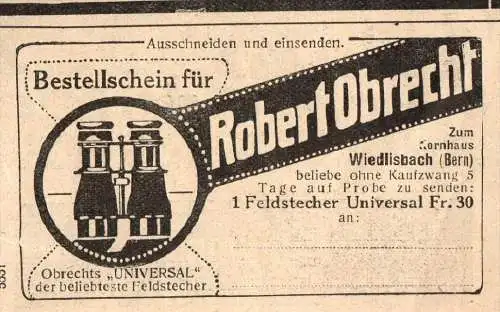 Ausschneiden und einsenden.
Bestellschein für
Robert Obrecht
Zum
Kornhaus
Wiedlisbach (Bern)
beliebe ohne Kaufzwang 5
Tage auf Probe zu senden:
1 Feldstecher Universal Fr. 30
an:
Obrechts „UNIVERSAL"
der beliebteste Feldstecher